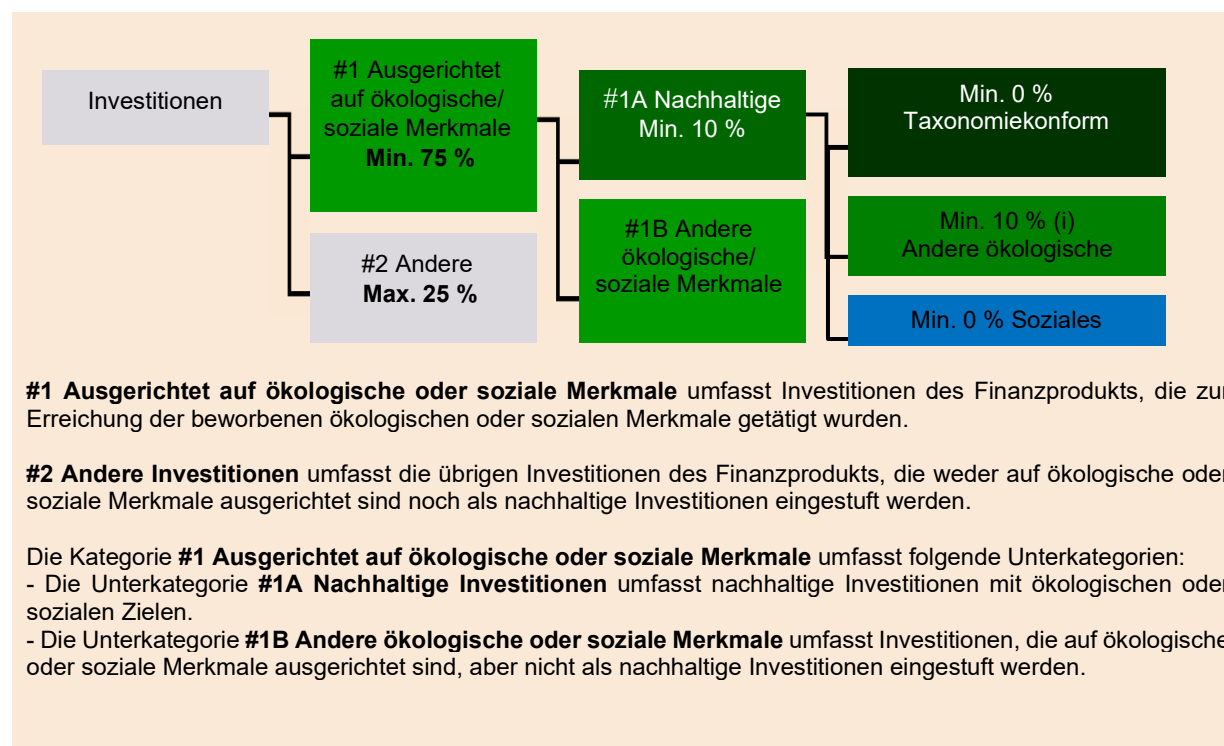 Investitionen
#1 Ausgerichtet
auf ökologische/
soziale Merkmale
Min. 75 %
#2 Andere
Max. 25 %
#1A Nachhaltige
Min. 10 %
#1B Andere
ökologische/
soziale Merkmale
Min. 0 %
Taxonomiekonform
Min. 10 % (i)
Andere ökologische
Min. 0 % Soziales
#1 Ausgerichtet auf ökologische oder soziale Merkmale umfasst Investitionen des Finanzprodukts, die zur
Erreichung der beworbenen ökologischen oder sozialen Merkmale getätigt wurden.
#2 Andere Investitionen umfasst die übrigen Investitionen des Finanzprodukts, die weder auf ökologische oder
soziale Merkmale ausgerichtet sind noch als nachhaltige Investitionen eingestuft werden.
Die Kategorie #1 Ausgerichtet auf ökologische oder soziale Merkmale umfasst folgende Unterkategorien:
- Die Unterkategorie #1A Nachhaltige Investitionen umfasst nachhaltige Investitionen mit ökologischen oder
sozialen Zielen.
- Die Unterkategorie #1B Andere ökologische oder soziale Merkmale umfasst Investitionen, die auf ökologische
oder soziale Merkmale ausgerichtet sind, aber nicht als nachhaltige Investitionen eingestuft werden.